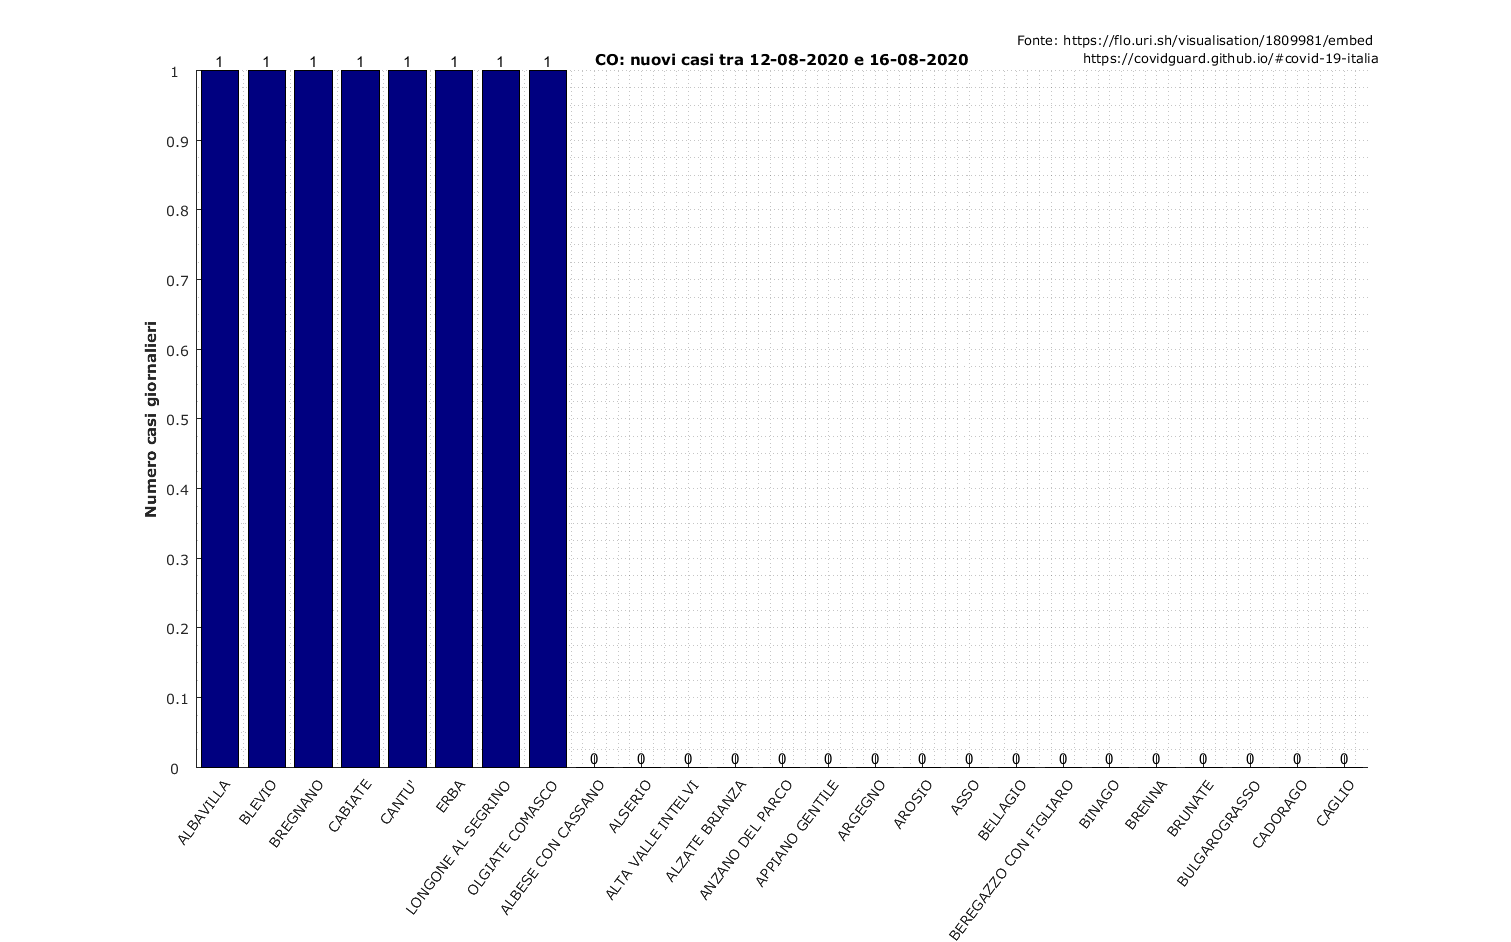 Fonte: https://flo.uri.sh/visualisation/1809981/embed
https://covidguard.github.io/#covid-19-italia
CO: nuovi casi tra 12-08-2020 e 16-08-2020
1 1 1 1 1 1 1 1
1
0.9
0.8
0.7
0.6
0.5
0.4
0.3
0.2
0.1
0
Numero casi giornalieri
0 0 0 0 0 0 0 0 0 0 0 0 0 0 0 0 0
ALBAVILLA
BLEVIO
BREGNANO
CABIATE
CANTU'
ERBA
LONGONE AL SEGRINO
OLGIATE COMASCO
ALBESE CON CASSANO
ALSERIO
ALTA VALLE INTELVI
ALZATE BRIANZA
ANZANO DEL PARCO
APPIANO GENTILE
ARGEGNO
AROSIO
ASSO
BELLAGIO
BEREGAZZO CON FIGLIARO
BINAGO
BRENNA
BRUNATE
BULGAROGRASSO
CADORAGO
CAGLIO